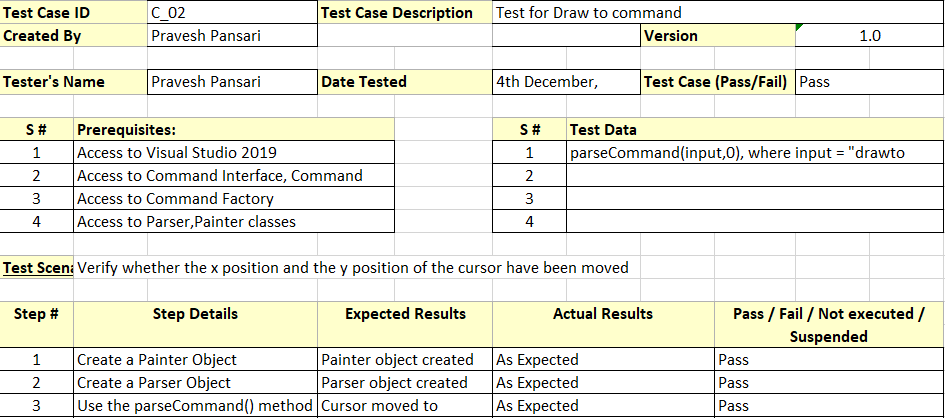 Test Case ID C_02 Test Case Description Test for Draw to command
Created By Pravesh Pansari Version 1.0
Tester's Name Pravesh Pansari Date Tested 4th December, Test Case (Pass/Fail) Pass
S # Prerequisites: S # Test Data
1 Access to Visual Studio 2019 1 parseCommand(input,0), where input = "drawto
2 Access to Command Interface, Command 2
3 Access to Command Factory 3
4 Access to Parser,Painter classes 4
Test Scena Verify whether the x position and the y position of the cursor have been moved
Step # Step Details Expected Results Actual Results Pass / Fail / Not executed /
Suspended
1 Create a Painter Object Painter object created As Expected Pass
2 Create a Parser Object Parser object created As Expected Pass
3 Use the parseCommand() method Cursor moved to As Expected Pass